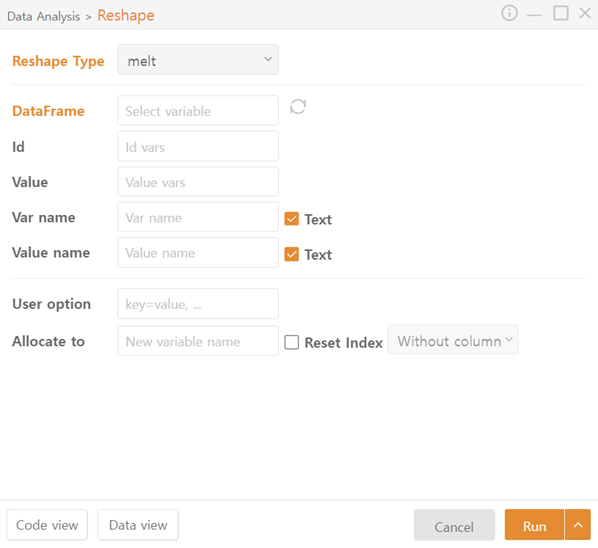 Data Analysis > Reshape
Reshape Type melt
DataFrame Select variable
Id Id vars
Value Value vars
Var name Var name Text
Value name Value name Text
User option key=value, ...
Allocate to New variable name Reset Index Without column
Code view Data view Cancel Run